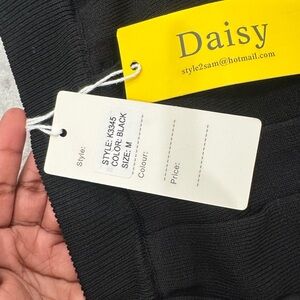 Daisy
style2sam@hotmail.com
Style:
STYLE: K3345
COLOR: BLACK
SIZE: M
Colour:
Price: